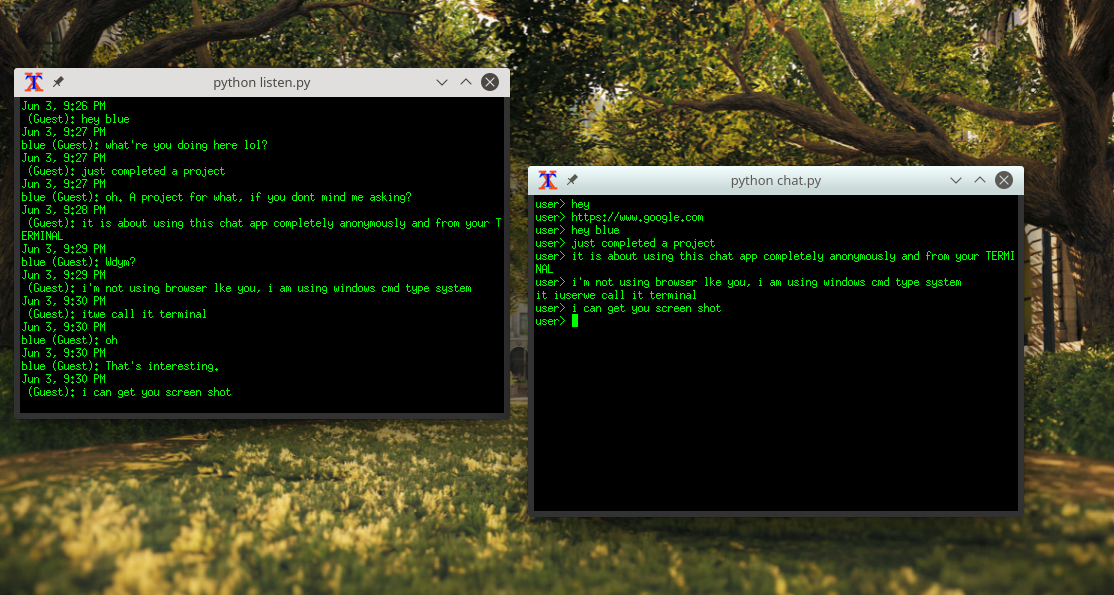 python listen.py
Jun 3, 9:26 PM
(Guest): hey blue
Jun 3, 9:27 PM
blue (Guest): what're you doing here lol?
Jun 3, 9:27 PM
(Guest): just completed a project
Jun 3, 9:27 PM
blue (Guest): oh. A project for what, if you dont mind me asking?
Jun 3, 9:28 PM
(Guest): it is about using this chat app completely anonymously and from your T
ERMINAL
Jun 3, 9:29 PM
blue (Guest): Wdym?
Jun 3, 9:29 PM
(Guest): i'm not using browser lke you, i am using windows cmd type system
Jun 3, 9:30 PM
(Guest): itwe call it terminal
Jun 3, 9:30 PM
blue (Guest): oh
Jun 3, 9:30 PM
blue (Guest): That's interesting.
Jun 3, 9:30 PM
(Guest): i can get you screen shot
python chat.py
user> hey
user> https://www.google.com
user> hey blue
user> just completed a project
user> it is about using this chat app completely anonymously and from your TERMI
NAL
user> i'm not using browser lke you, i am using windows cmd type system
it iuserwe call it terminal
user> i can get you screen shot
user>